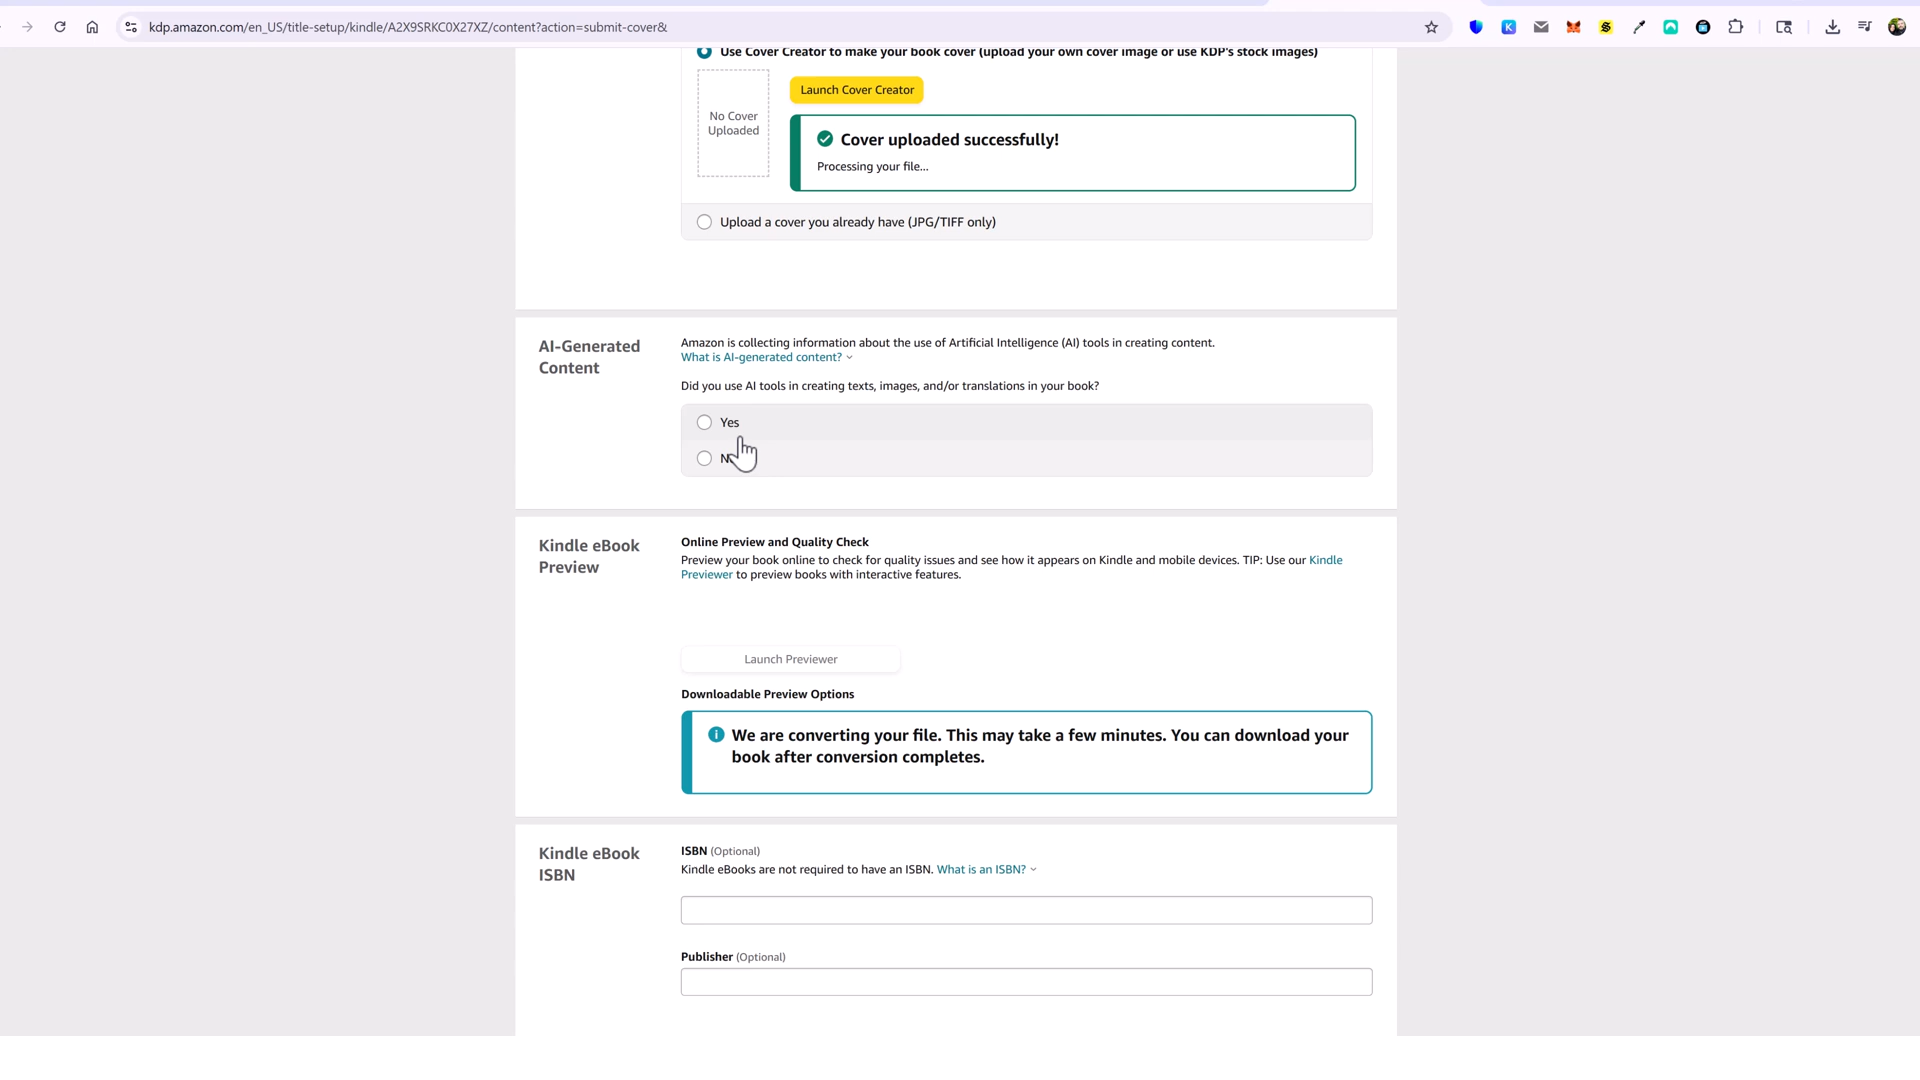 kdp.amazon.com/en_US/title-setup/kindle/A2X9SRKC0X27XZ/content?action=submit-cover&
Use Cover Creator to make your book cover (upload your own cover image or use KDP's stock images)
No Cover
Uploaded
Launch Cover Creator
Cover uploaded successfully!
Processing your file...
Upload a cover you already have (JPG/TIFF only)
AI-Generated
Content
Amazon is collecting information about the use of Artificial Intelligence (AI) tools in creating content.
What is AI-generated content?
Did you use AI tools in creating texts, images, and/or translations in your book?
Yes
Kindle eBook
Preview
Online Preview and Quality Check
Preview your book online to check for quality issues and see how it appears on Kindle and mobile devices. TIP: Use our Kindle
Previewer to preview books with interactive features.
Launch Previewer
Downloadable Preview Options
We are converting your file. This may take a few minutes. You can download your
book after conversion completes.
Kindle eBook
ISBN
ISBN (Optional)
Kindle eBooks are not required to have an ISBN. What is an ISBN?
Publisher (Optional)